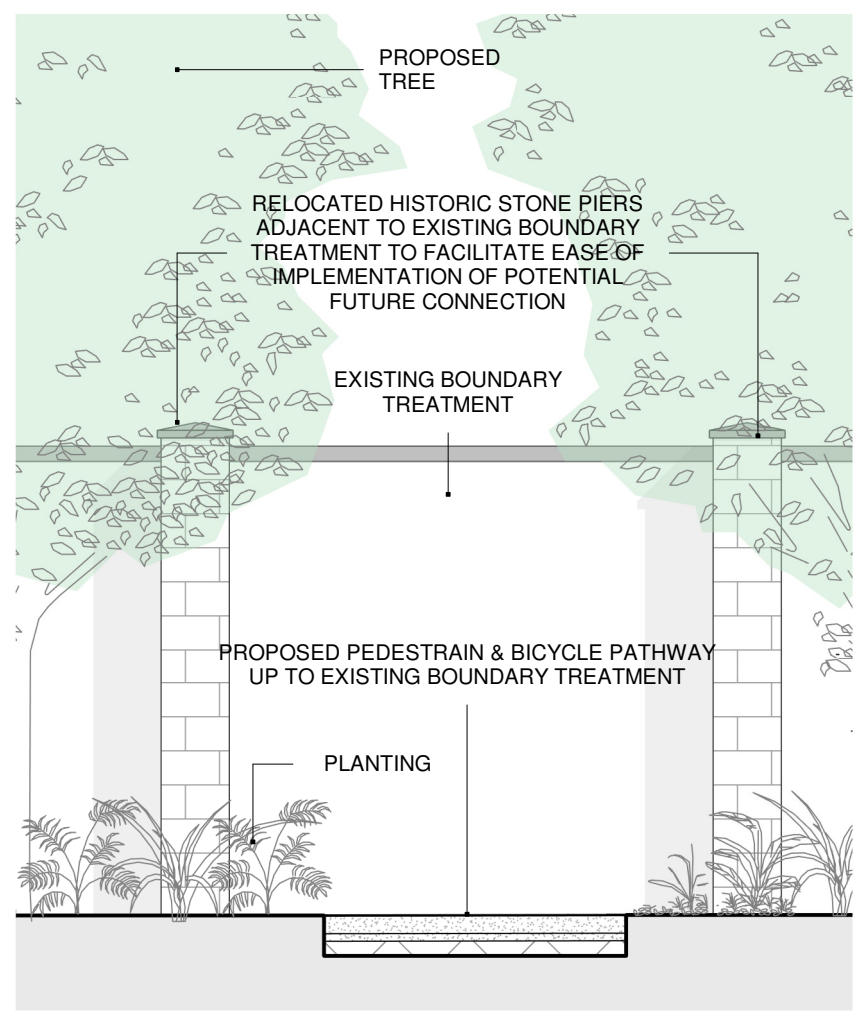 PROPOSED
TREE
RELOCATED HISTORIC STONE PIERS
ADJACENT TO EXISTING BOUNDARY
TREATMENT TO FACILITATE EASE OF
IMPLEMENTATION OF POTENTIAL
FUTURE CONNECTION
EXISTING BOUNDARY
TREATMENT
PROPOSED PEDESTRAIN & BICYCLE PATHWAY
UP TO EXISTING BOUNDARY TREATMENT
PLANTING